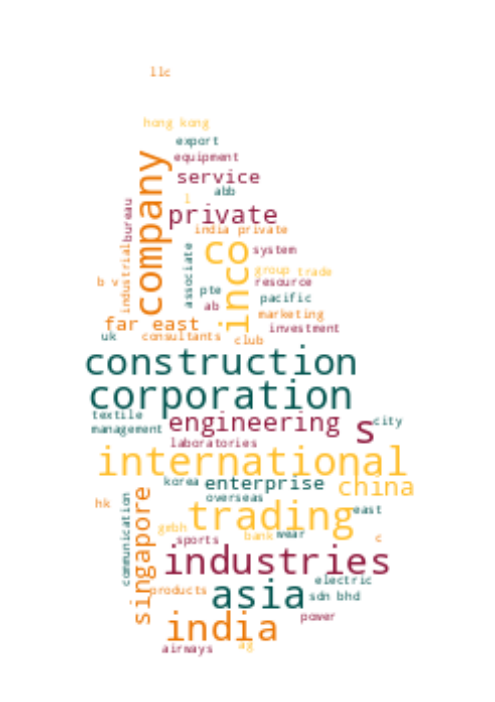 llc
hong kong
export
equipment
company
service
abb
l
private
bureau
india private
co
inco
system
industrial
associate
group
trade
b v
resource
pte
pacific
ab
marketing
far east
investment
uk
consultants
club
construction
corporation
textile
engineering
s
city
management
laboratories
international
korea
enterprise
china
overseas
hk
communication
singapore
trading
east
gmbh
bank
wear
sports
c
industries
electric
products
asia
sdn bhd
india
power
airways
ag